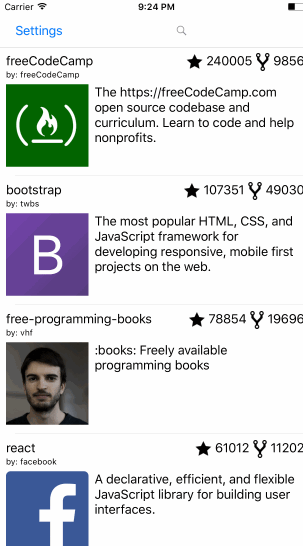 Carrier 9:24 PM
Settings
freeCodeCamp 240005 9856
by: freeCodeCamp
The https://freeCodeCamp.com
open source codebase and
curriculum. Learn to code and help
nonprofits.
bootstrap 107351 49030
by: twbs
B
The most popular HTML, CSS, and
JavaScript framework for
developing responsive, mobile first
projects on the web.
free-programming-books 78854 19696
by: vhf
:books: Freely available
programming books
react 61012 11202
by: facebook
f
A declarative, efficient, and flexible
JavaScript library for building user
interfaces.